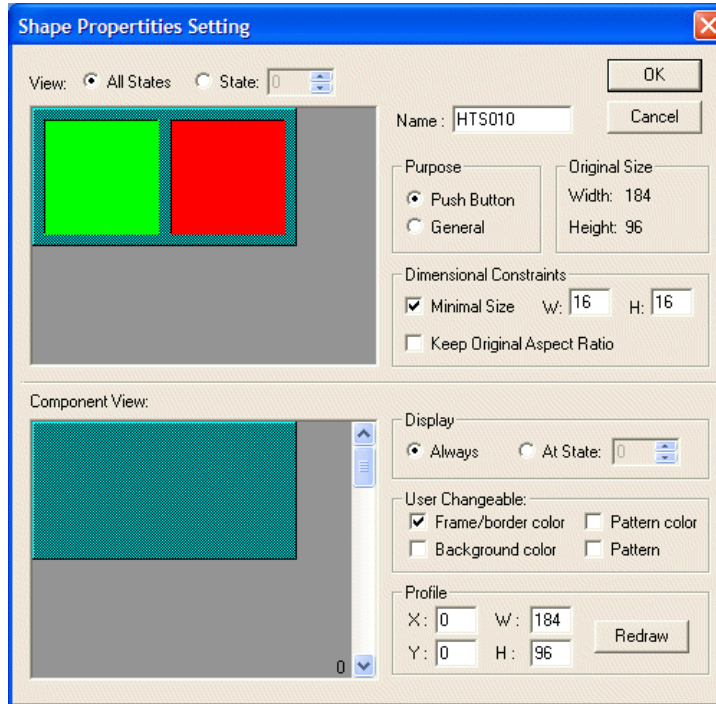 Shape Propertities Setting
View: All States State: 0
OK
Name : HTS010
Cancel
Purpose
Push Button
General
Original Size
Width: 184
Height: 96
Dimensional Constraints
Minimal Size W: 16 H: 16
Keep Original Aspect Ratio
Component View:
0
Display
Always At State: 0
User Changeable:
Frame/border color Pattern color
Background color Pattern
Profile
X : 0 W : 184
Y : 0 H : 96
Redraw